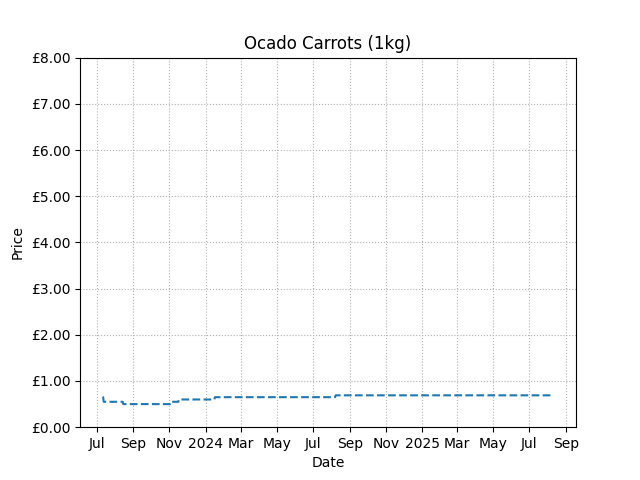 Ocado Carrots (1kg)
£8.00
£7.00
£6.00
£5.00
£4.00
£3.00
£2.00
£1.00
£0.00
Price
Jul Sep Nov 2024 Mar May Jul Sep Nov 2025 Mar May Jul Sep
Date